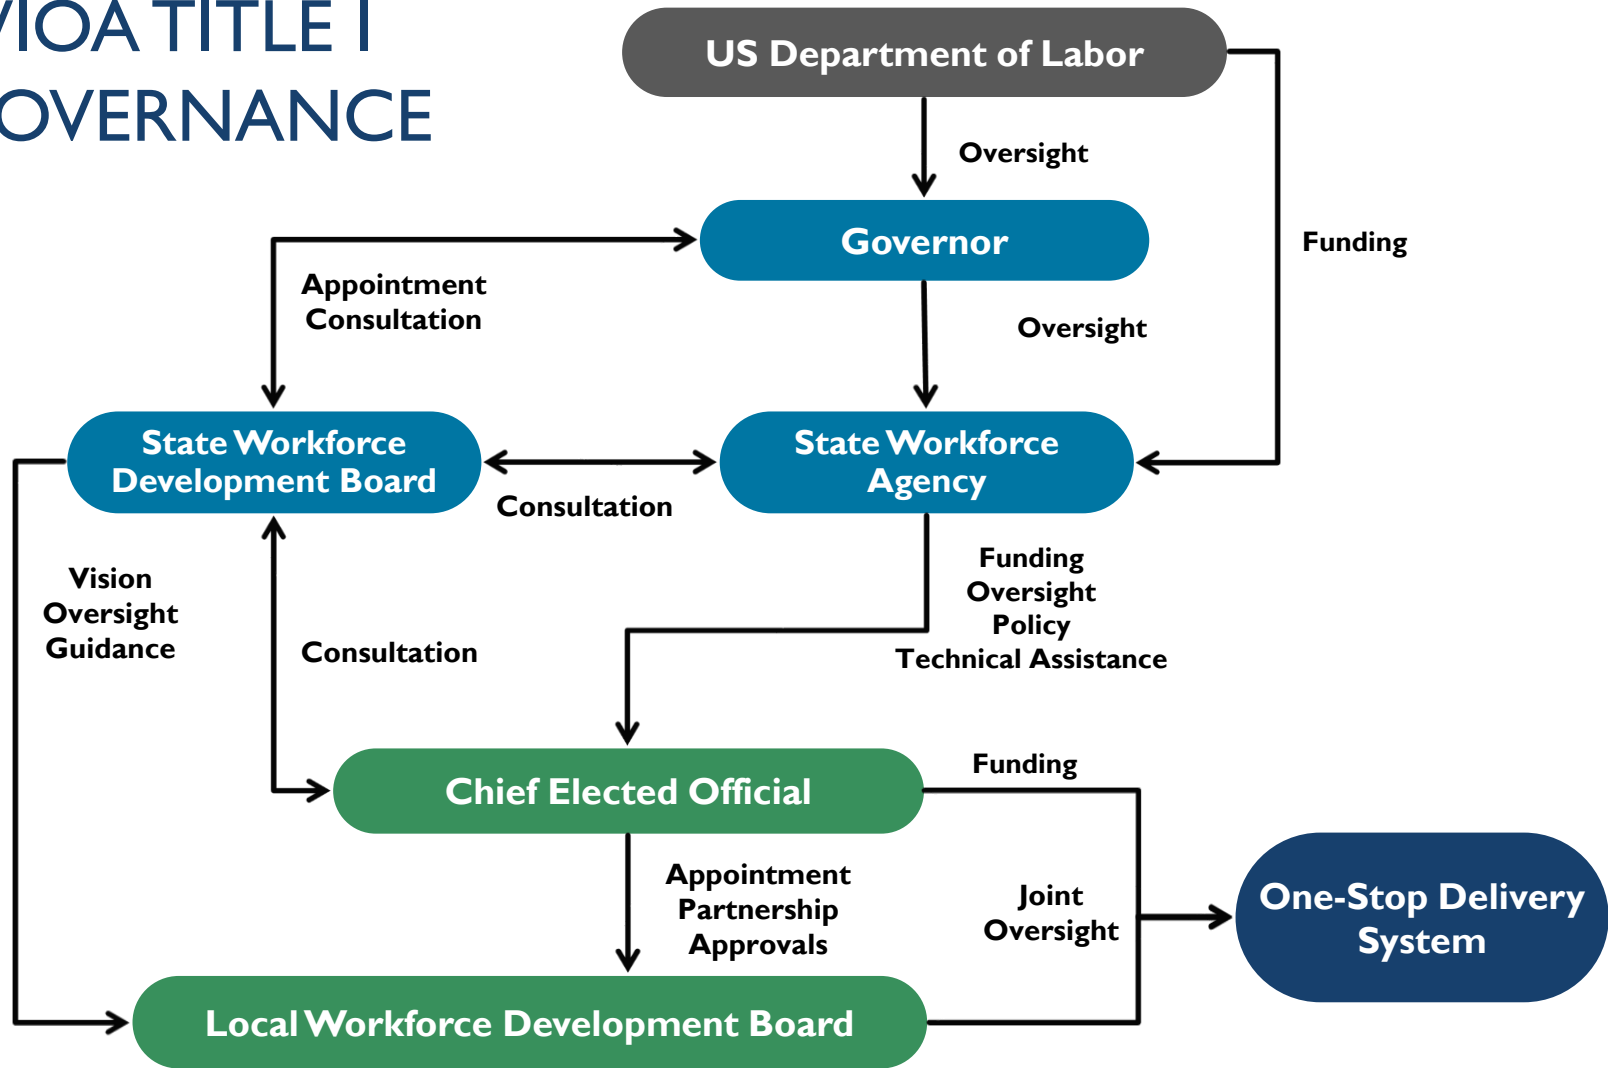 VIOA TITLE I
OVERNANCE
US Department of Labor
Oversight
Governor
Funding
Appointment
Consultation
Oversight
State Workforce
Development Board
State Workforce
Agency
Consultation
Vision
Oversight
Guidance
Consultation
Funding
Oversight
Policy
Technical Assistance
Chief Elected Official
Funding
Appointment
Partnership
Approvals
Joint
Oversight
One-Stop Delivery
System
Local Workforce Development Board